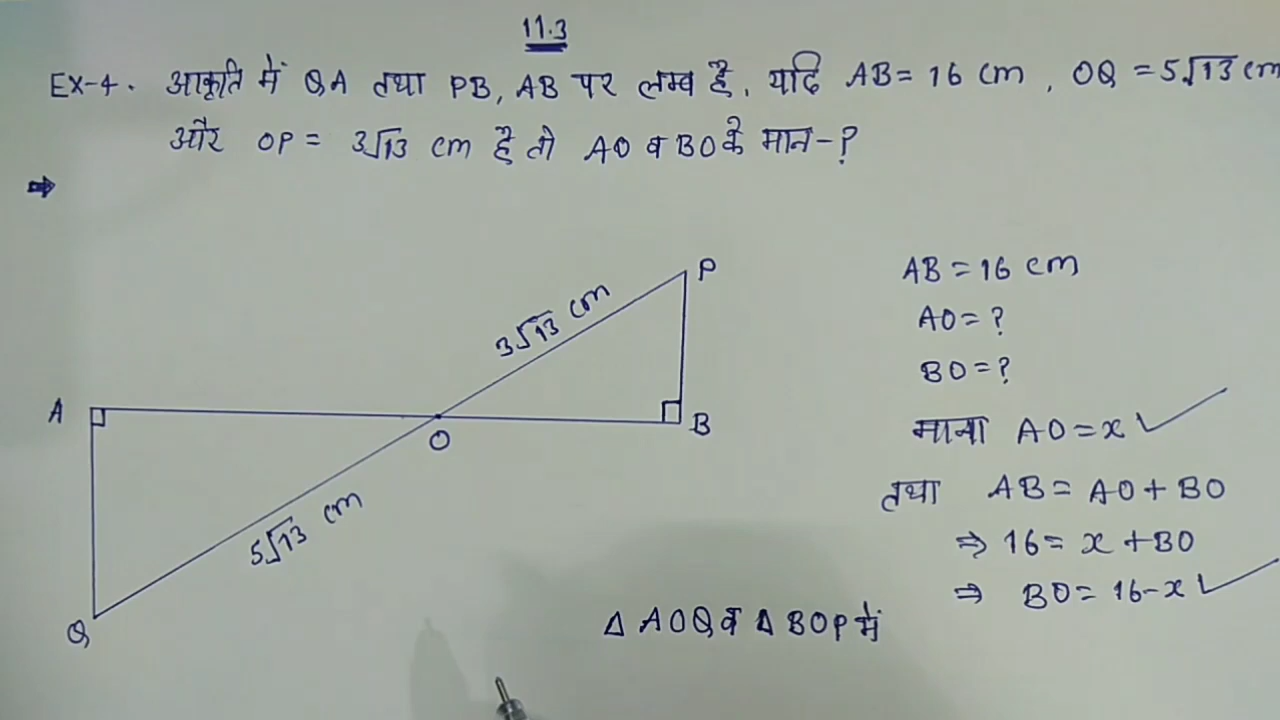 11.3
Ex-4. आकृति में QA तथा PB, AB पर लम्ब है. यदि AB = 16 cm, OQ = 5√13 cm
और OP = 3√13 cm है तो AO व BO के मान-?
⇒
P
3√13 cm
A
B
O
5√13 cm
Q
AB = 16 cm
AO = ?
BO = ?
माना AO = x ✓
तथा AB = AO + BO
⇒ 16 = x + BO
⇒ BO = 16-x ✓
Δ AOQ व Δ BOP में